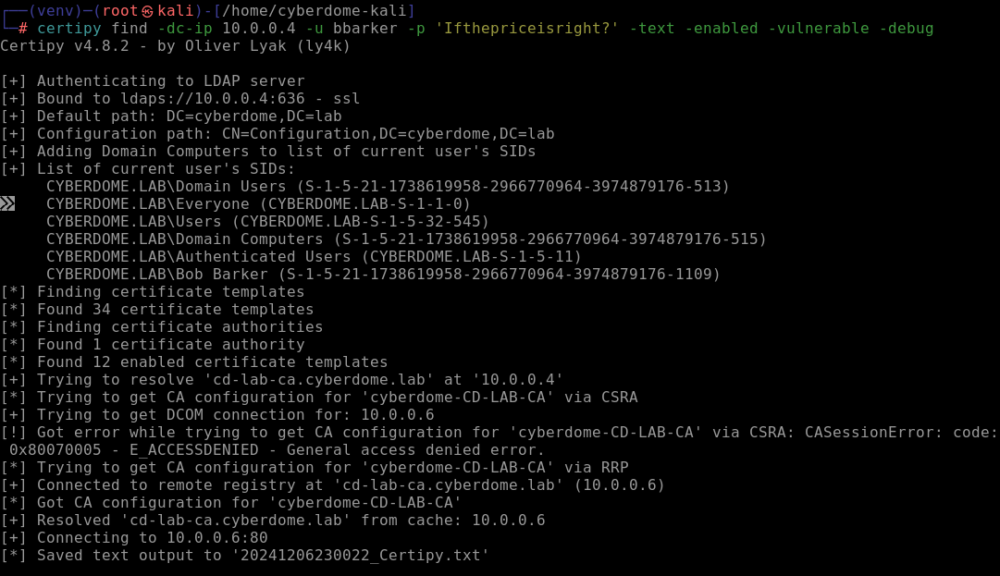 ┌──(venv)─(root㉿kali)-[/home/cyberdome-kali]
└─# certipy find -dc-ip 10.0.0.4 -u bbarker -p 'Ifthepriceisright?' -text -enabled -vulnerable -debug
Certipy v4.8.2 - by Oliver Lyak (ly4k)
[+] Authenticating to LDAP server
[+] Bound to ldaps://10.0.0.4:636 - ssl
[+] Default path: DC=cyberdome,DC=lab
[+] Configuration path: CN=Configuration,DC=cyberdome,DC=lab
[+] Adding Domain Computers to list of current user's SIDs
[+] List of current user's SIDs:
     CYBERDOME.LAB\Domain Users (S-1-5-21-1738619958-2966770964-3974879176-513)
     CYBERDOME.LAB\Everyone (CYBERDOME.LAB-S-1-1-0)
     CYBERDOME.LAB\Users (CYBERDOME.LAB-S-1-5-32-545)
     CYBERDOME.LAB\Domain Computers (S-1-5-21-1738619958-2966770964-3974879176-515)
     CYBERDOME.LAB\Authenticated Users (CYBERDOME.LAB-S-1-5-11)
     CYBERDOME.LAB\Bob Barker (S-1-5-21-1738619958-2966770964-3974879176-1109)
[*] Finding certificate templates
[*] Found 34 certificate templates
[*] Finding certificate authorities
[*] Found 1 certificate authority
[*] Found 12 enabled certificate templates
[+] Trying to resolve 'cd-lab-ca.cyberdome.lab' at '10.0.0.4'
[*] Trying to get CA configuration for 'cyberdome-CD-LAB-CA' via CSRA
[+] Trying to get DCOM connection for: 10.0.0.6
[!] Got error while trying to get CA configuration for 'cyberdome-CD-LAB-CA' via CSRA: CASessionError: code:
 0x80070005 - E_ACCESSDENIED - General access denied error.
[*] Trying to get CA configuration for 'cyberdome-CD-LAB-CA' via RRP
[+] Connected to remote registry at 'cd-lab-ca.cyberdome.lab' (10.0.0.6)
[*] Got CA configuration for 'cyberdome-CD-LAB-CA'
[+] Resolved 'cd-lab-ca.cyberdome.lab' from cache: 10.0.0.6
[+] Connecting to 10.0.0.6:80
[*] Saved text output to '20241206230022_Certipy.txt'